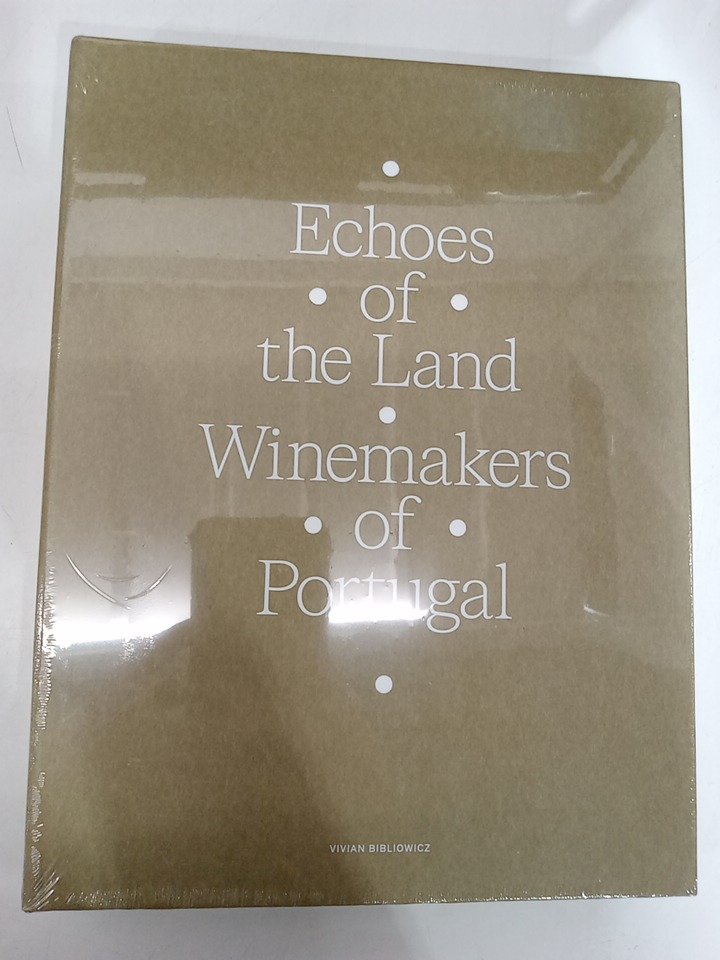 Echoes
• of •
the Land
•
Winemakers
• of •
Portugal
VIVIAN BIBLIOWICZ